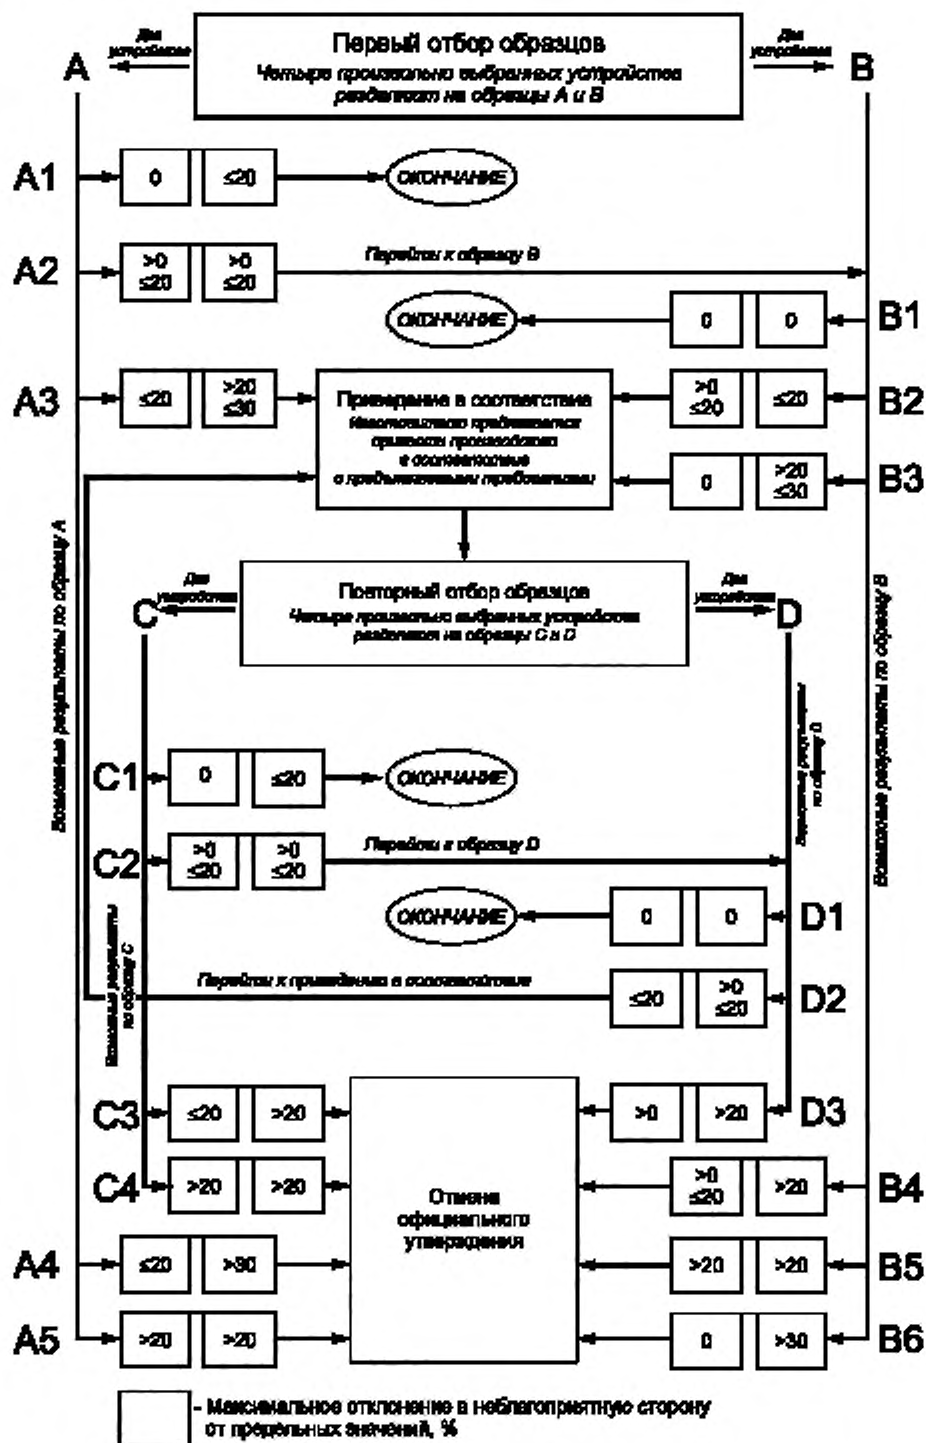 Два
устройства
Первый отбор образцов
Четыре произвольно выбранных устройства
разделяют на образцы А и В
Два
устройства
A
B
A1
0
≤20
ОКОНЧАНИЕ
A2
>0
≤20
>0
≤20
Перейти к образцу В
ОКОНЧАНИЕ
0
0
B1
A3
≤20
>20
≤30
Приведение в соответствие
Изготовителю предлагается
привести производство
в соответствие
с предъявляемыми требованиями
>0
≤20
≤20
B2
0
>20
≤30
B3
Возможные результаты по образцу А
Возможные результаты по образцу В
Два
устройства
Повторный отбор образцов
Четыре произвольно выбранных устройства
разделяют на образцы С и D
Два
устройства
C
D
Возможные результаты
по образцу D
C1
0
≤20
ОКОНЧАНИЕ
C2
>0
≤20
>0
≤20
Перейти к образцу D
ОКОНЧАНИЕ
0
0
D1
Возможные результаты
по образцу С
Перейти к приведению в соответствие
≤20
>0
≤20
D2
C3
≤20
>20
>0
>20
D3
C4
>20
>20
Отмена
официального
утверждения
>0
≤20
>20
B4
A4
≤20
>30
>20
>20
B5
A5
>20
>20
0
>30
B6
- Максимальное отклонение в неблагоприятную сторону
от предельных значений, %